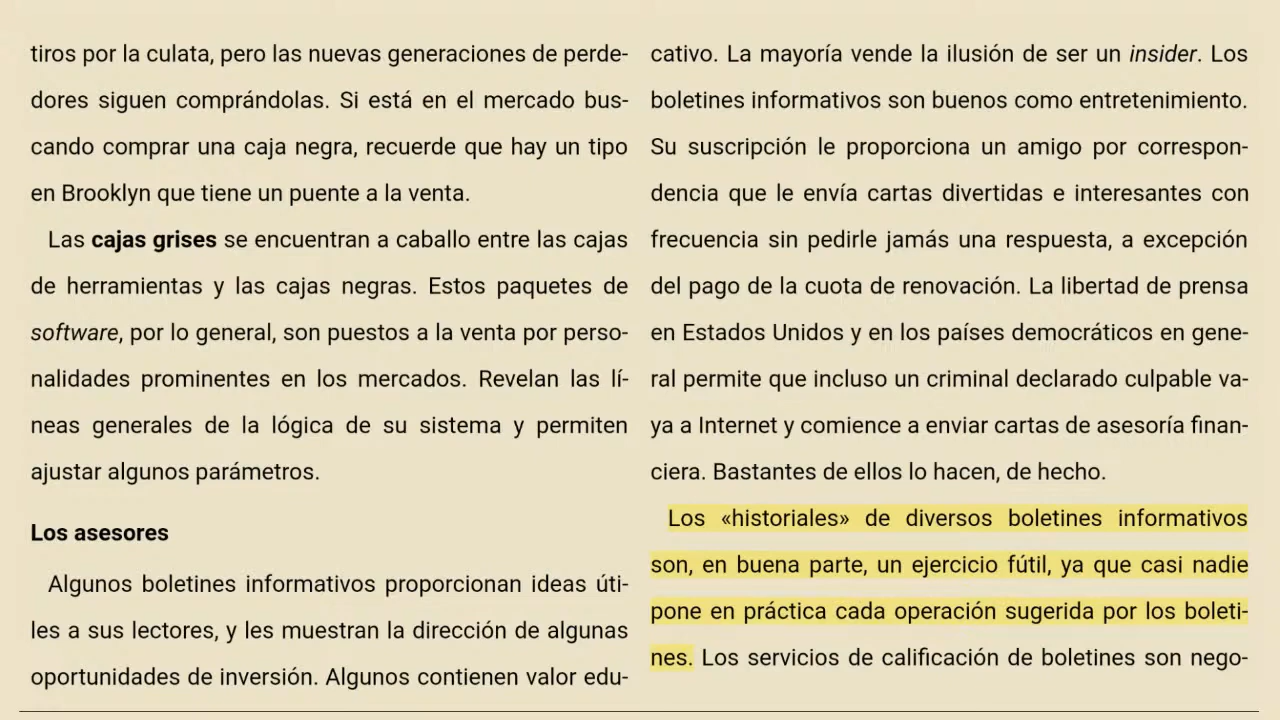 tiros por la culata, pero las nuevas generaciones de perde-
dores siguen comprándolas. Si está en el mercado bus-
cando comprar una caja negra, recuerde que hay un tipo
en Brooklyn que tiene un puente a la venta.
Las cajas grises se encuentran a caballo entre las cajas
de herramientas y las cajas negras. Estos paquetes de
software, por lo general, son puestos a la venta por perso-
nalidades prominentes en los mercados. Revelan las lí-
neas generales de la lógica de su sistema y permiten
ajustar algunos parámetros.
Los asesores
Algunos boletines informativos proporcionan ideas úti-
les a sus lectores, y les muestran la dirección de algunas
oportunidades de inversión. Algunos contienen valor edu-
cativo. La mayoría vende la ilusión de ser un insider. Los
boletines informativos son buenos como entretenimiento.
Su suscripción le proporciona un amigo por correspon-
dencia que le envía cartas divertidas e interesantes con
frecuencia sin pedirle jamás una respuesta, a excepción
del pago de la cuota de renovación. La libertad de prensa
en Estados Unidos y en los países democráticos en gene-
ral permite que incluso un criminal declarado culpable va-
ya a Internet y comience a enviar cartas de asesoría finan-
ciera. Bastantes de ellos lo hacen, de hecho.
Los «historiales» de diversos boletines informativos
son, en buena parte, un ejercicio fútil, ya que casi nadie
pone en práctica cada operación sugerida por los boleti-
nes. Los servicios de calificación de boletines son nego-